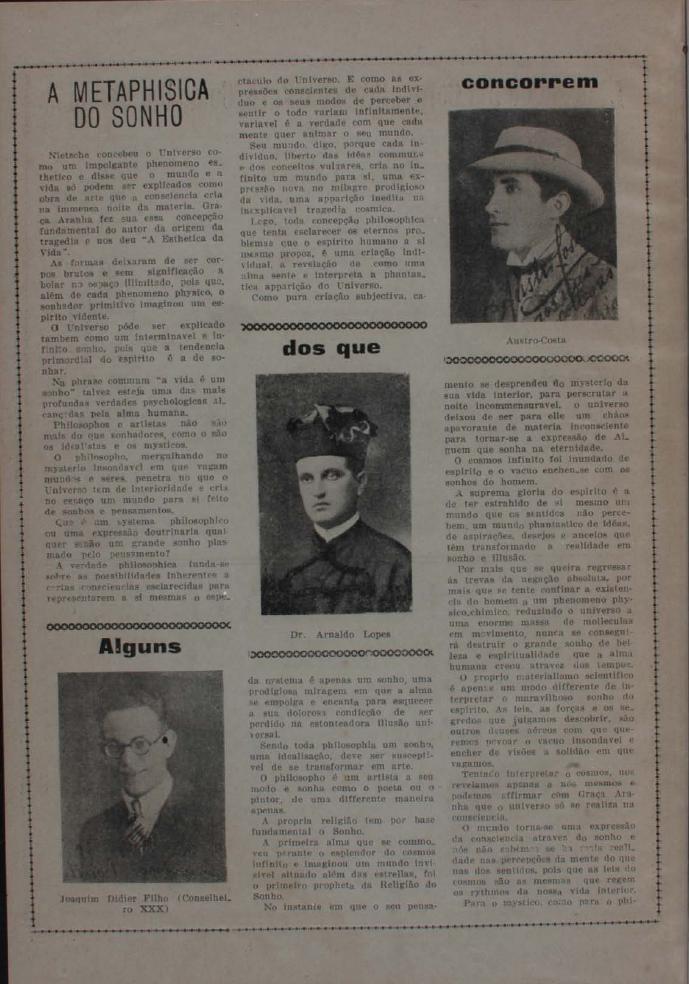 A METAPHISICA
DO SONHO
Nietsche concebeu o Universo co-
mo um impolgante phenomeno es_
thetico e disse que o mundo e a
vida só podem ser explicados como
obra de arte que a consciencia cria
na immensa noite da materia. Gra-
ça Aranha fez sua essa concepção
fundamental do autor da origem da
tragedia e nos deu "A Esthetica da
Vida".
As formas deixaram de ser cor-
pos brutos e sem significação a
bolar no espaço illimitado, pois que,
além de cada phenomeno physico, o
sonhador primitivo imaginou um es-
pirito vidente.
O Universo póde ser explicado
tambem como um interminavel e in-
finito sonho, pois que a tendencia
primordial do espirito é a de so-
nhar.
Na phrase commum "a vida é um
sonho" talvez esteja uma das mais
profundas verdades psychologicas al_
cançadas pela alma humana.
Philosophos e artistas não são
mais do que sonhadores, como o são
os idealistas e os mysticos.
O philosopho, mergulhando no
mysterio insondavel em que vagam
mundos e seres, penetra no que o
Universo tem de interioridade e cria
no espaço um mundo para si feito
de sonhos e pensamentos.
Que é um systema philosophico
ou uma expressão doutrinaria qual
quer senão um grande sonho plas
mado pelo pensamento?
A verdade philosophica funda-se
sobre as possibilidades inherentes a
certas consciencias esclarecidas para
representarem a si mesmas o espe_
ctaculo do Universo. E como as ex-
pressões conscientes de cada indivi-
duo e os seus modos de perceber e
sentir o todo variam infinitamente,
variavel é a verdade com que cada
mente quer animar o seu mundo.
Seu mundo, digo, porque cada in-
dividuo, liberto das idéas communs
e dos conceitos vulgares, cria no in_
finito um mundo para si, uma ex-
pressão nova no milagre prodigioso
da vida, uma apparição inedita na
inexplicavel tragedia cosmica.
Logo, toda concepção philosophica
que tenta esclarecer os eternos pro_
blemas que o espirito humano a si
mesmo propoz, é uma criação indi-
vidual, a revelação de como uma
alma sente e interpreta a phantas_
tica apparição do Universo.
Como pura criação subjectiva, ca-
Alguns
Joaquim Didier Filho (Conselhei_
ro XXX)
dos que
Dr. Arnaldo Lopes
concorrem
Austro-Costa
da systema é apenas um sonho, uma
prodigiosa miragem em que a alma
se empolga e encanta para esquecer
a sua dolorosa condicção de ser
perdido na estonteadora illusão uni-
versal.
Sendo toda philosophia um sonho,
uma idealisação, deve ser suscepti-
vel de se transformar em arte.
O philosopho é um artista a seu
modo e sonha como o poeta ou o
pintor, de uma differente maneira
apenas.
A propria religião tem por base
fundamental o Sonho.
A primeira alma que se commo_
veu perante o esplendor do cosmos
infinito e imaginou um mundo invi-
sivel situado além das estrellas, foi
o primeiro propheta da Religião do
Sonho.
No instante em que o seu pensa-
mento se desprendeu do mysterio da
sua vida interior, para perscrutar a
noite incommensuravel, o universo
deixou de ser para elle um cháos
apavorante de materia inconsciente
para tornar-se a expressão de Al_
guem que sonha na eternidade.
O cosmos infinito foi inundado de
espirito e o vacuo encheu_se com os
sonhos do homem.
A suprema gloria do espirito é a
de ter extrahido de si mesmo um
mundo que os sentidos não perce-
bem, um mundo phantastico de idéas,
de aspirações, desejos e anceios que
têm transformado a realidade em
sonho e illusão.
Por mais que se queira regressar
ás trevas da negação absoluta, por
mais que se tente confinar a existen-
cia do homem a um phenomeno phy-
sico_chimico, reduzindo o universo a
uma enorme massa de molleculas
em movimento, nunca se consegui-
rá destruir o grande sonho de bel-
leza e espiritualidade que a alma
humana creou atravez dos tempos.
O proprio materialismo scientifico
é apenas um modo differente de in-
terpretar o maravilhoso sonho do
espirito. As leis, as forças e os se_
gredos que julgamos descobrir, são
outros deuses aéreos com que que-
remos povoar o vacuo insondavel e
encher de visões a solidão em que
vagamos.
Tentando interpretar o cosmos, nos
revelamos apenas a nós mesmos e
podemos affirmar com Graça Ara-
nha que o universo só se realiza na
consciencia.
O mundo torna-se uma expressão
da consciencia atravez do sonho e
nós não sabemos se ha mais reali_
dade nas percepções da mente do que
nas dos sentidos, pois que as leis do
cosmos são as mesmas que regem
os rythmos da nossa vida interior.
Para o mystico, como para o phi-